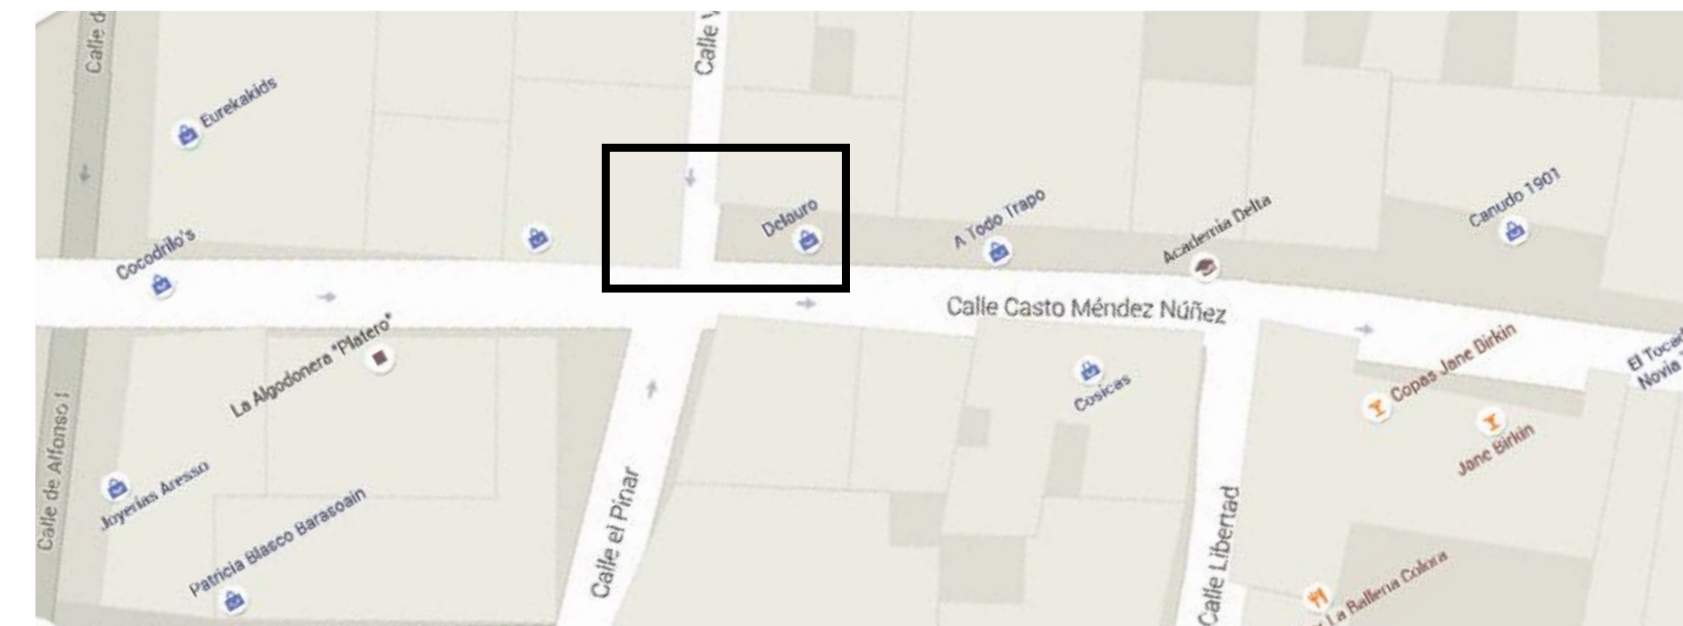 Calle d
Calle V
Eurekakids
Delouro
A Todo Trapo
Academia Delta
Canudo 1901
Cocodrilo's
Calle Casto Méndez Núñez
La Algodonera "Platero"
Cosicas
Copas Jane Birkin
El Tocad
Novia
Jane Birkin
Calle de Alfonso I
Joyerías Aresso
Patricia Blasco Barasoain
Calle el Pinar
Calle Libertad
La Ballena Colora